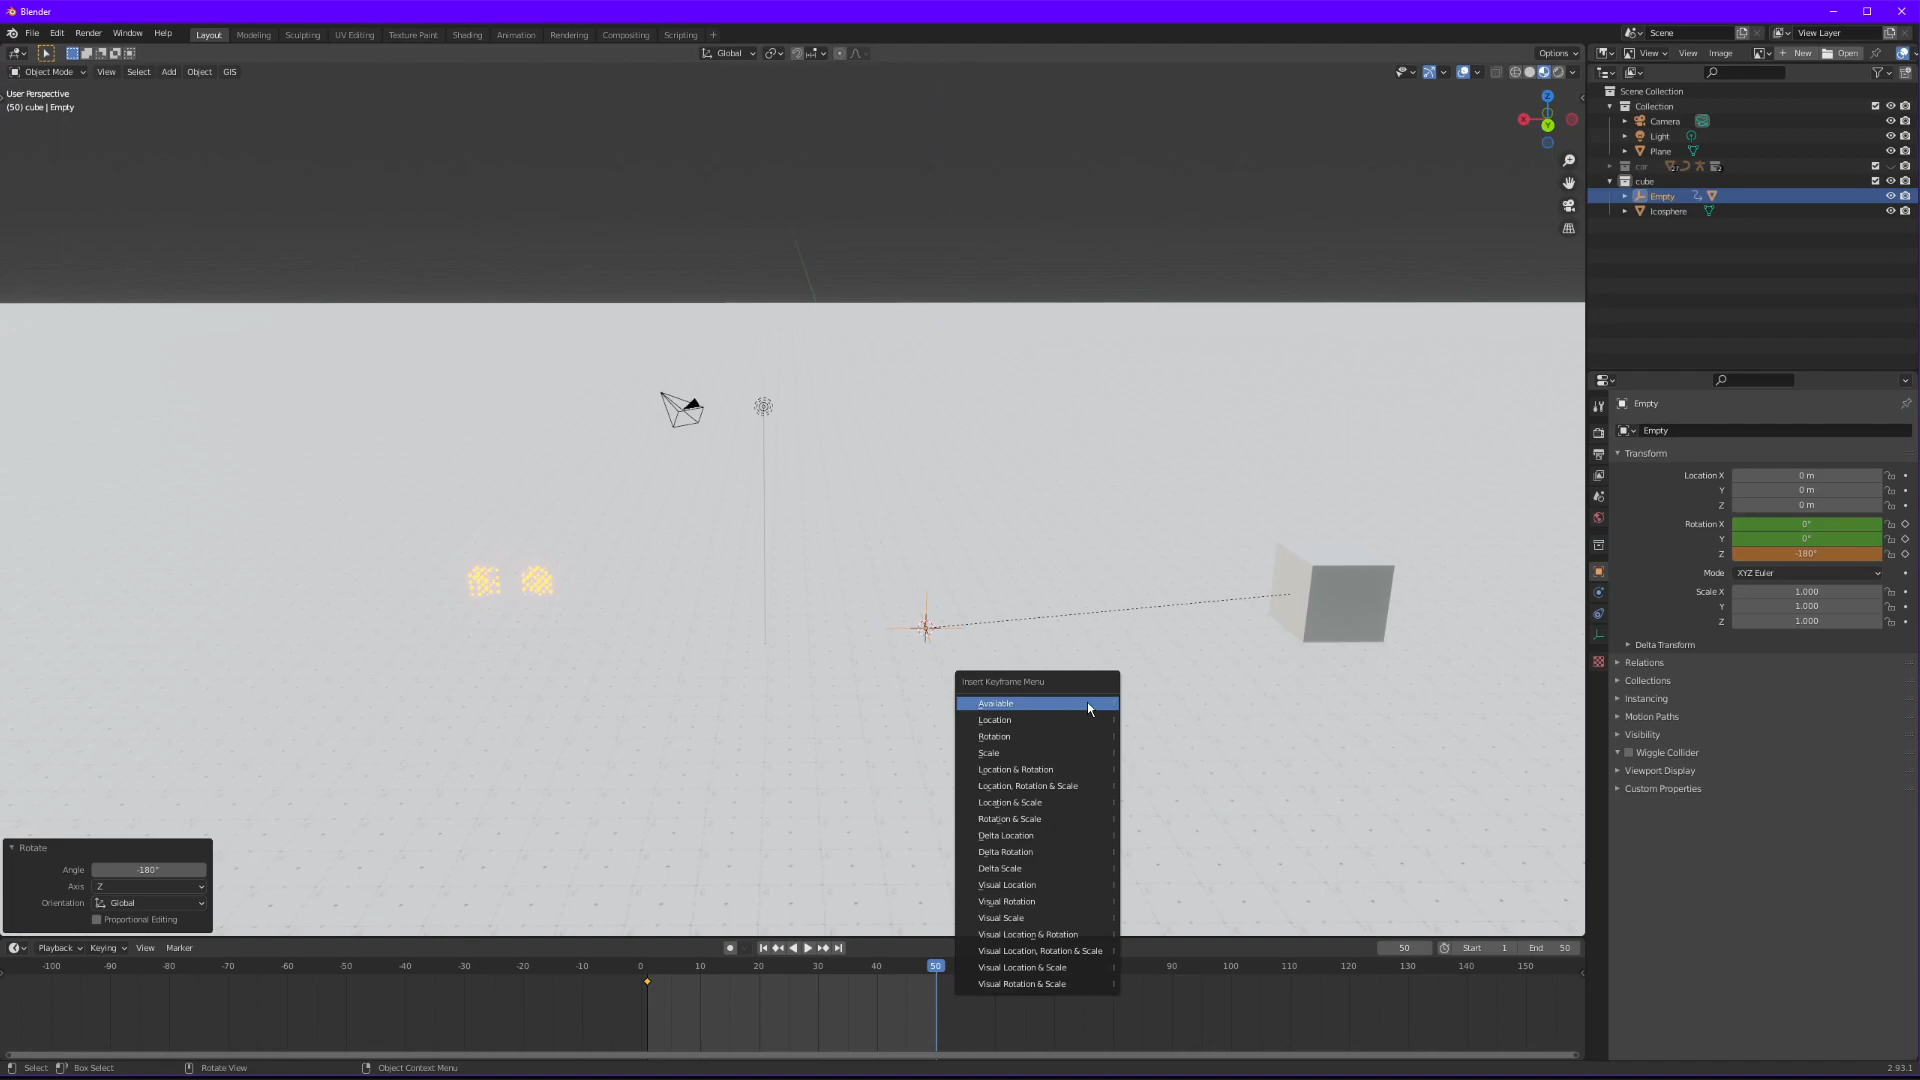 Blender
File Edit Render Window Help
Layout Modeling Sculpting UV Editing Texture Paint Shading Animation Rendering Compositing Scripting +
Scene
View Layer
Global
Options
View View Image + New Open
Object Mode View Select Add Object GIS
User Perspective
(50) cube | Empty
Z
X
Y
Scene Collection
Collection
Camera
Light
Plane
car
cube
Empty
Icosphere
Empty
Empty
Transform
Location X 0 m
Y 0 m
Z 0 m
Rotation X 0°
Y 0°
Z -180°
Mode XYZ Euler
Scale X 1.000
Y 1.000
Z 1.000
Delta Transform
Relations
Collections
Instancing
Motion Paths
Visibility
Wiggle Collider
Viewport Display
Custom Properties
Insert Keyframe Menu
Available
Location
Rotation
Scale
Location & Rotation
Location, Rotation & Scale
Location & Scale
Rotation & Scale
Delta Location
Delta Rotation
Delta Scale
Visual Location
Visual Rotation
Visual Scale
Visual Location & Rotation
Visual Location, Rotation & Scale
Visual Location & Scale
Visual Rotation & Scale
Rotate
Angle -180°
Axis Z
Orientation Global
Proportional Editing
Playback Keying View Marker
50 Start 1 End 50
-100 -90 -80 -70 -60 -50 -40 -30 -20 -10 0 10 20 30 40 50 90 100 110 120 130 140 150
Select Box Select Rotate View Object Context Menu 2.93.1